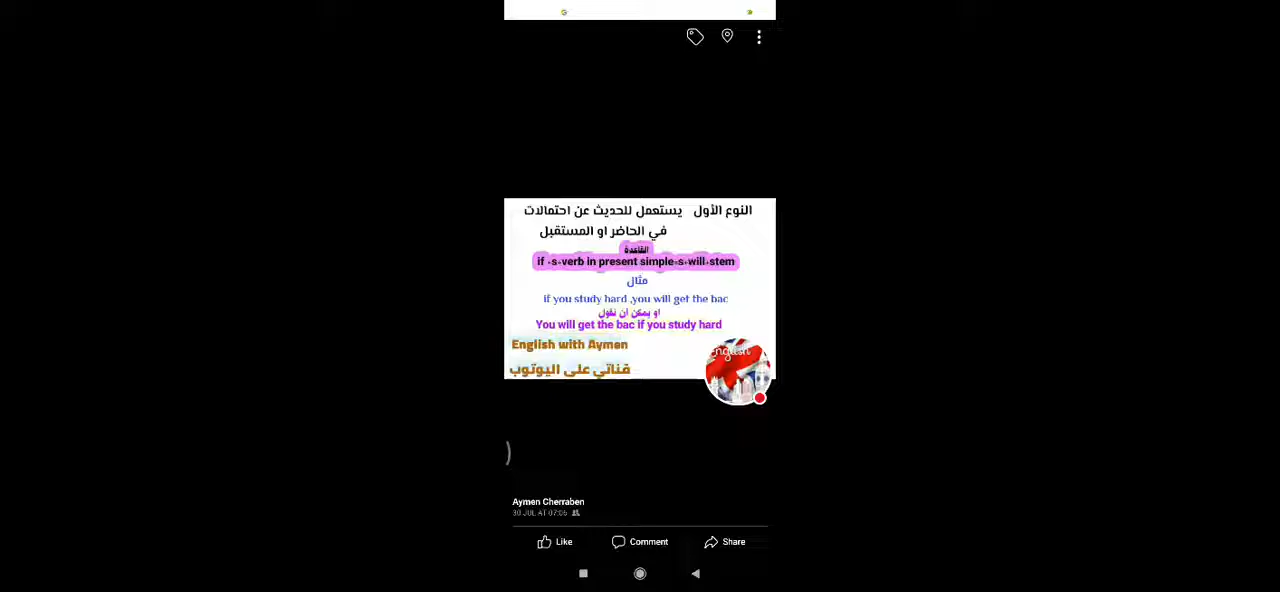 النوع الأول يستعمل للحديث عن احتمالات
في الحاضر او المستقبل
القاعدة
if +s+verb in present simple+s+will+stem
مثال
if you study hard ,you will get the bac
او يمكن ان نقول
You will get the bac if you study hard
English with Aymen
قناتي على اليوتوب
English
Aymen Cherraben
30 JUL AT 07:05
Like Comment Share